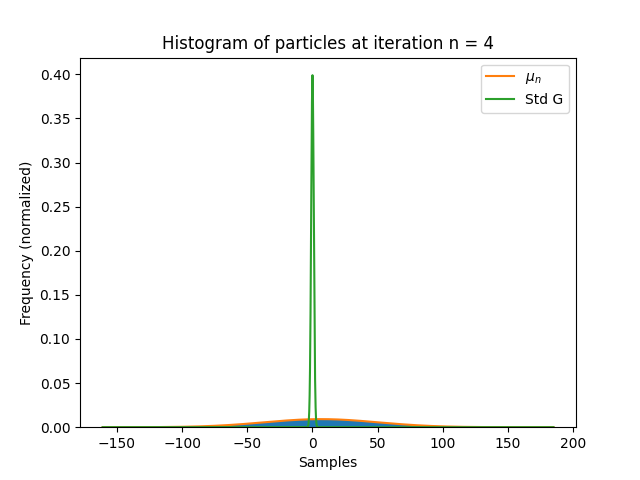 Histogram of particles at iteration n = 4
μₙ
Std G
Frequency (normalized)
0.40
0.35
0.30
0.25
0.20
0.15
0.10
0.05
0.00
−150 −100 −50 0 50 100 150 200
Samples